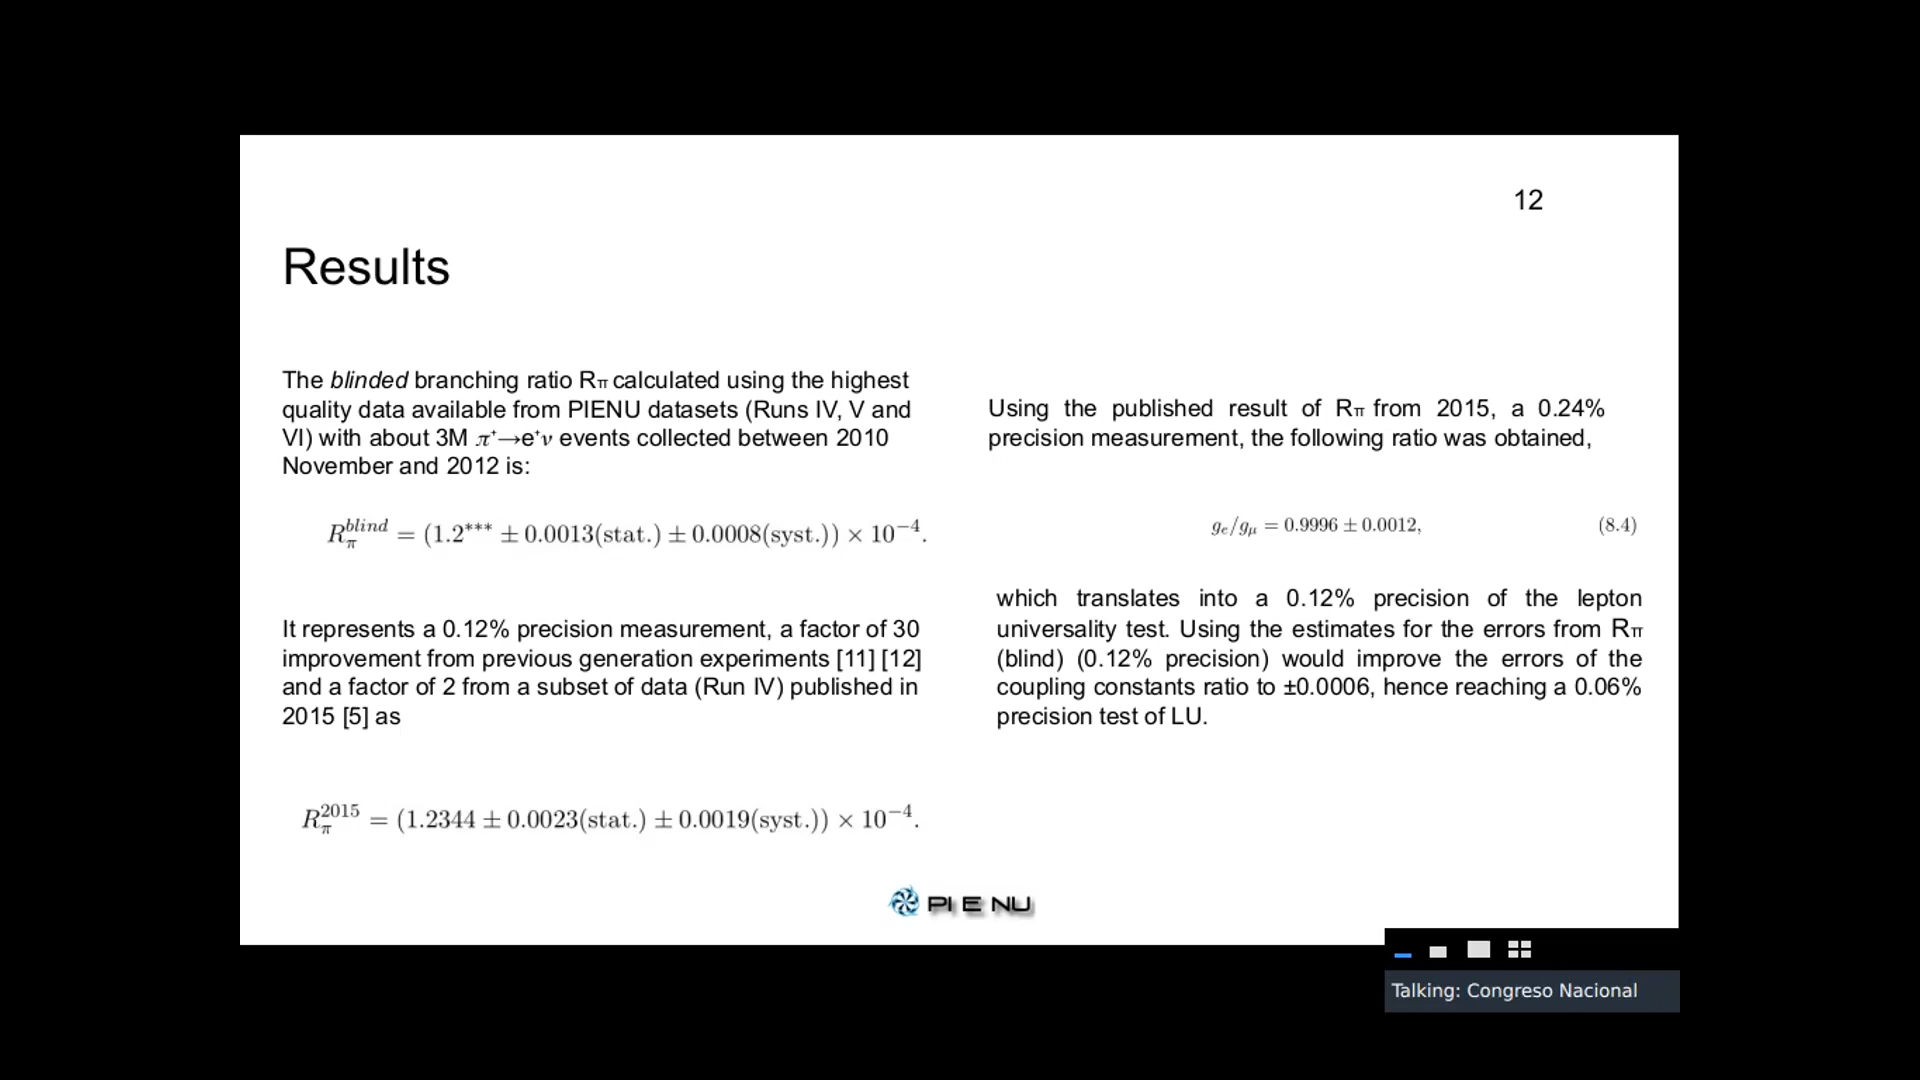 12
Results
The blinded branching ratio Rπ calculated using the highest
quality data available from PIENU datasets (Runs IV, V and
VI) with about 3M π⁺→e⁺ν events collected between 2010
November and 2012 is:
R_π^{blind} = (1.2*** ± 0.0013(stat.) ± 0.0008(syst.)) × 10⁻⁴.
It represents a 0.12% precision measurement, a factor of 30
improvement from previous generation experiments [11] [12]
and a factor of 2 from a subset of data (Run IV) published in
2015 [5] as
R_π^{2015} = (1.2344 ± 0.0023(stat.) ± 0.0019(syst.)) × 10⁻⁴.
Using the published result of Rπ from 2015, a 0.24%
precision measurement, the following ratio was obtained,
g_e/g_μ = 0.9996 ± 0.0012, (8.4)
which translates into a 0.12% precision of the lepton
universality test. Using the estimates for the errors from Rπ
(blind) (0.12% precision) would improve the errors of the
coupling constants ratio to ±0.0006, hence reaching a 0.06%
precision test of LU.
PI E NU
Talking: Congreso Nacional